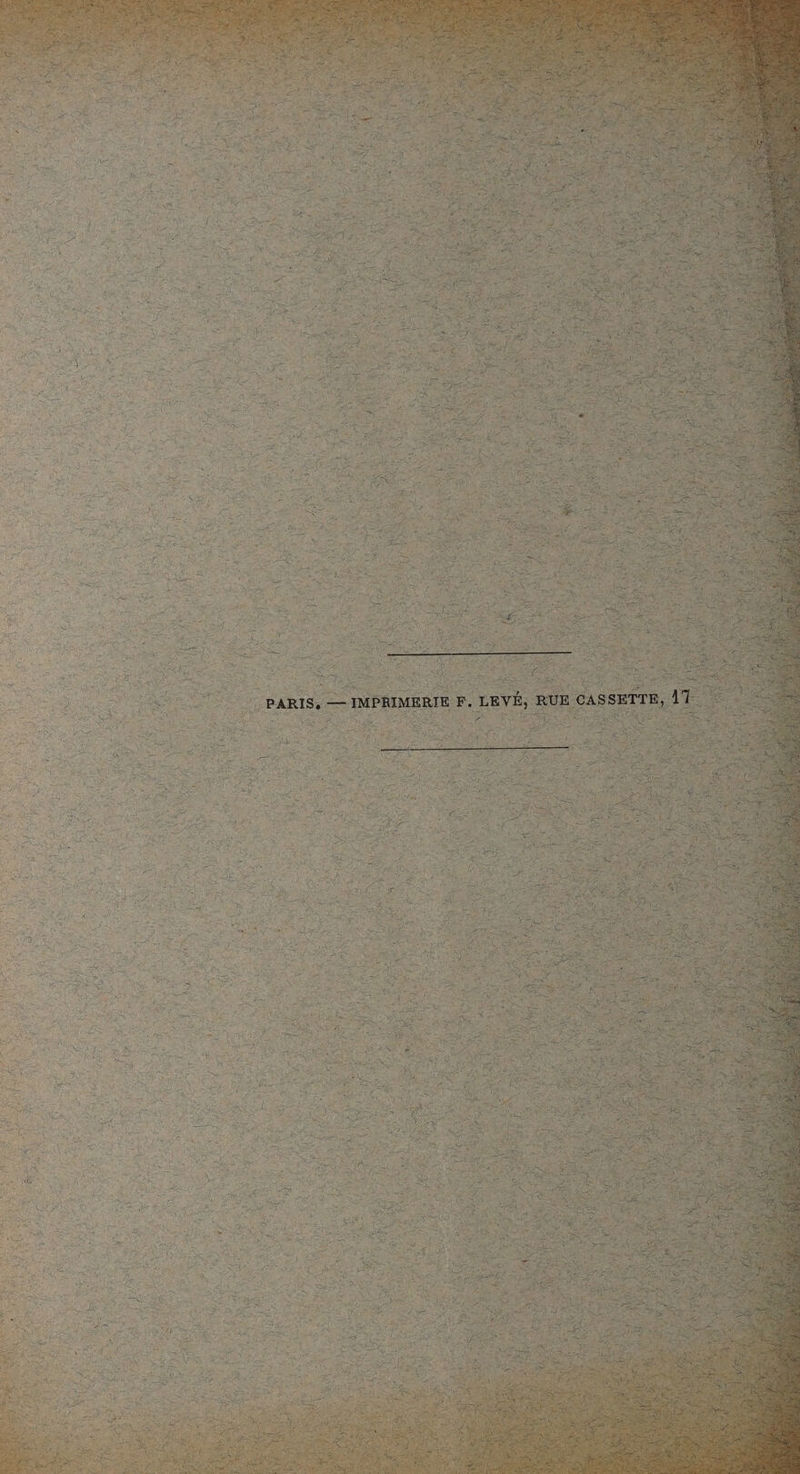 PARIS. — IMPRIMERIE F. LEVÉ, RUE CASSETTE, 17